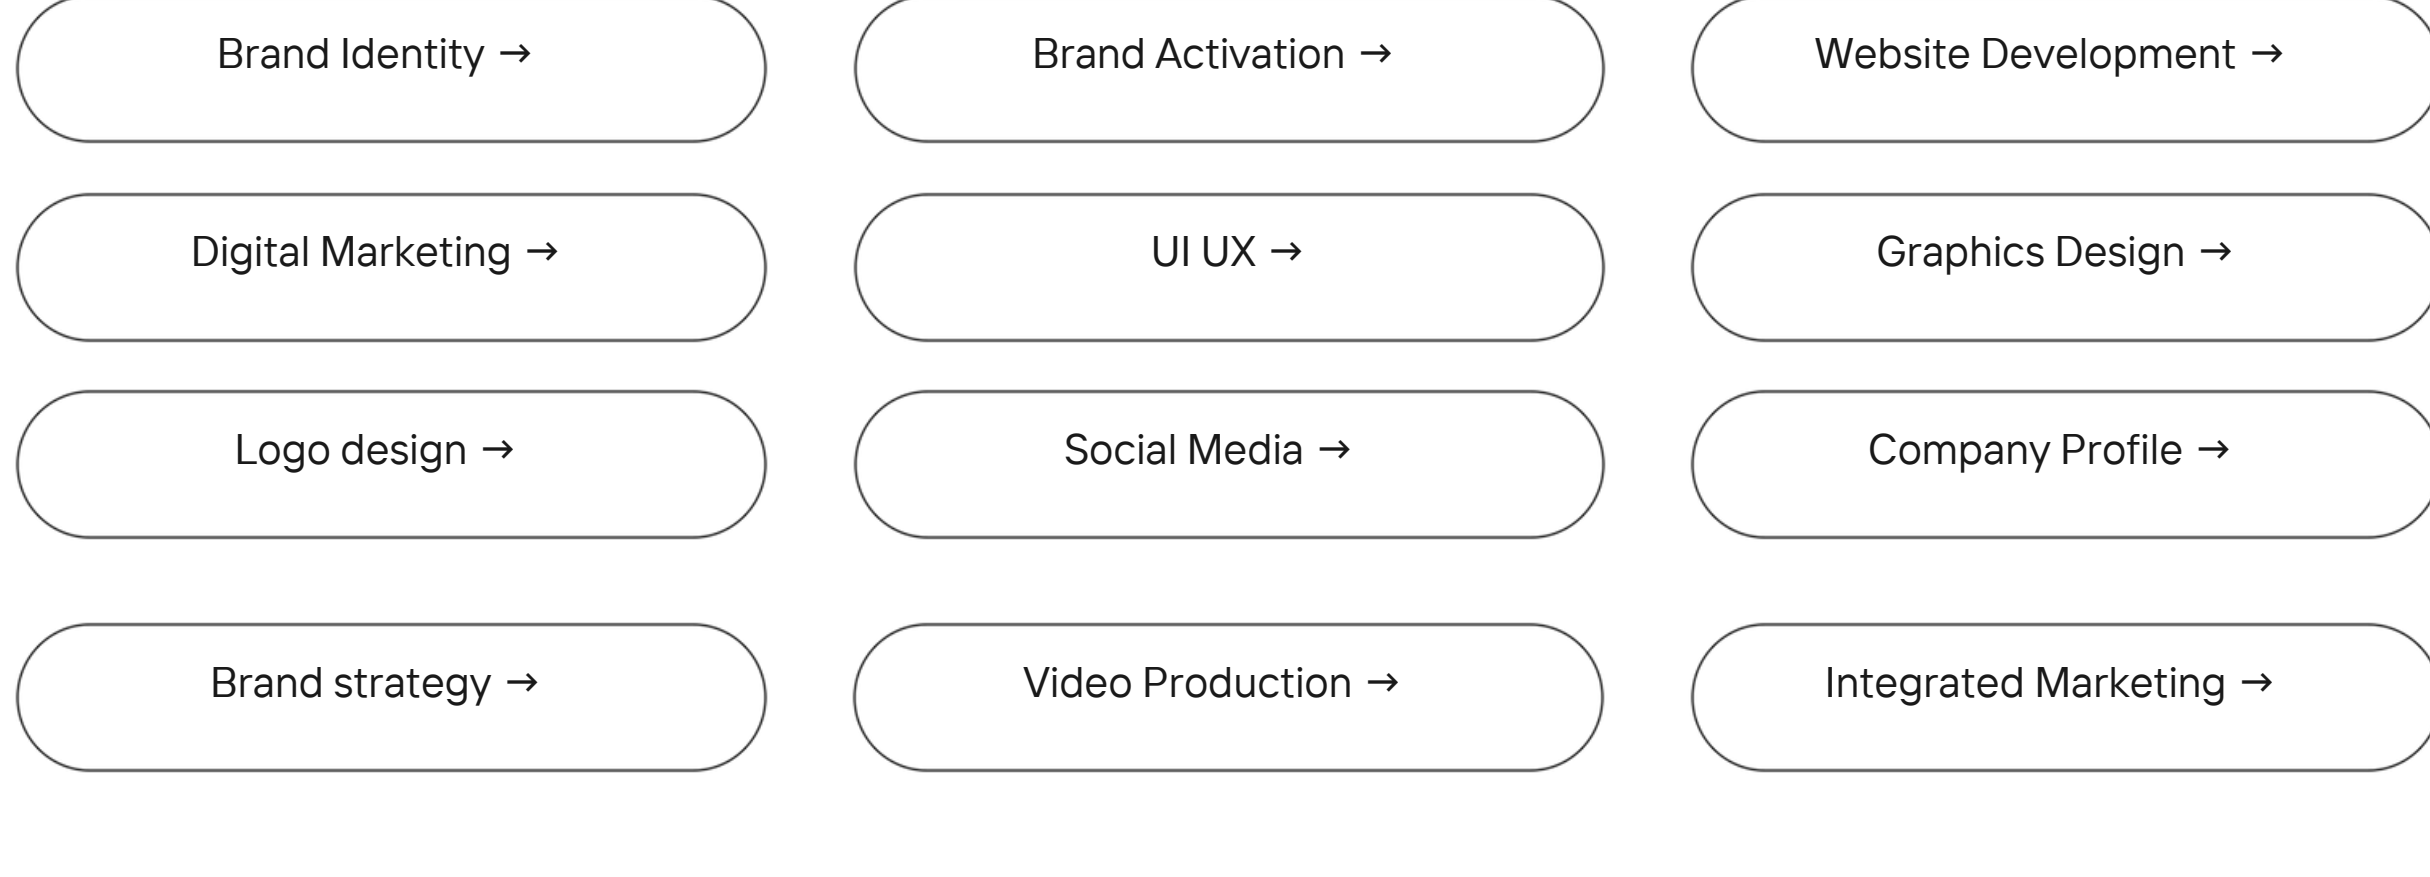 Brand Identity → Brand Activation → Website Development →
Digital Marketing → UI UX → Graphics Design →
Logo design → Social Media → Company Profile →
Brand strategy → Video Production → Integrated Marketing →